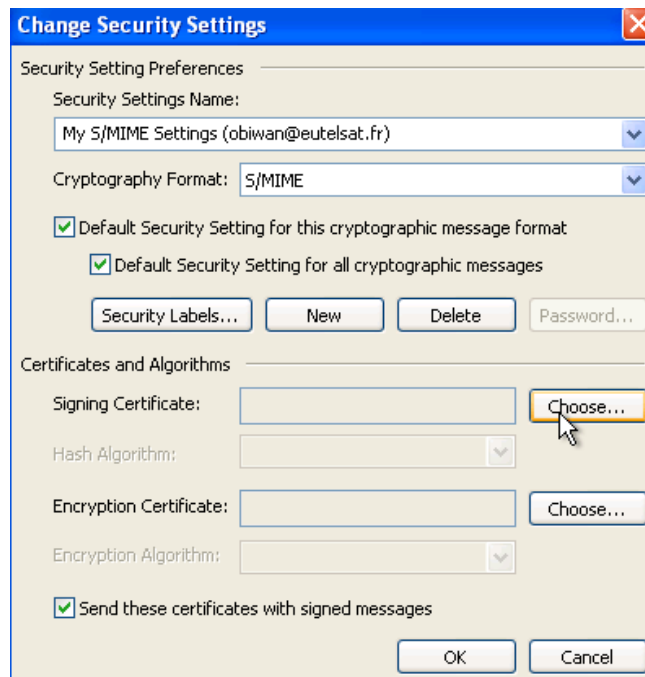 Change Security Settings
Security Setting Preferences
Security Settings Name:
My S/MIME Settings (obiwan@eutelsat.fr)
Cryptography Format: S/MIME
Default Security Setting for this cryptographic message format
Default Security Setting for all cryptographic messages
Security Labels... New Delete Password...
Certificates and Algorithms
Signing Certificate: Choose...
Hash Algorithm:
Encryption Certificate: Choose...
Encryption Algorithm:
Send these certificates with signed messages
OK Cancel